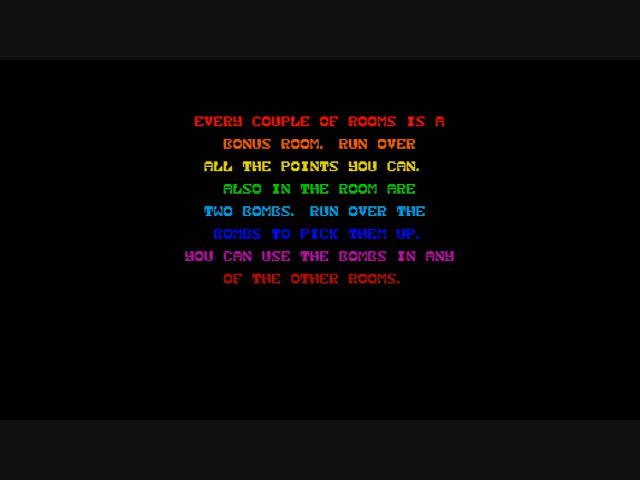 EVERY COUPLE OF ROOMS IS A
BONUS ROOM. RUN OVER
ALL THE POINTS YOU CAN.
ALSO IN THE ROOM ARE
TWO BOMBS. RUN OVER THE
BOMBS TO PICK THEM UP.
YOU CAN USE THE BOMBS IN ANY
OF THE OTHER ROOMS.